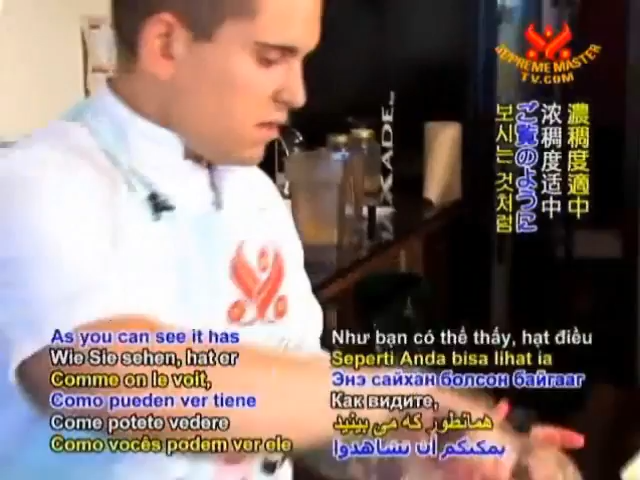 SUPREME MASTER
TV.COM
濃稠度適中
浓稠度适中
ご覧のように
보시는 것처럼
As you can see it has
Wie Sie sehen, hat er
Comme on le voit,
Como pueden ver tiene
Come potete vedere
Como vocês podem ver ele
Như bạn có thể thấy, hạt điều
Seperti Anda bisa lihat ia
Энэ сайхан болсон байгааг
Как видите,
همانطور که می بینید
يمكنكم أن تشاهدوا